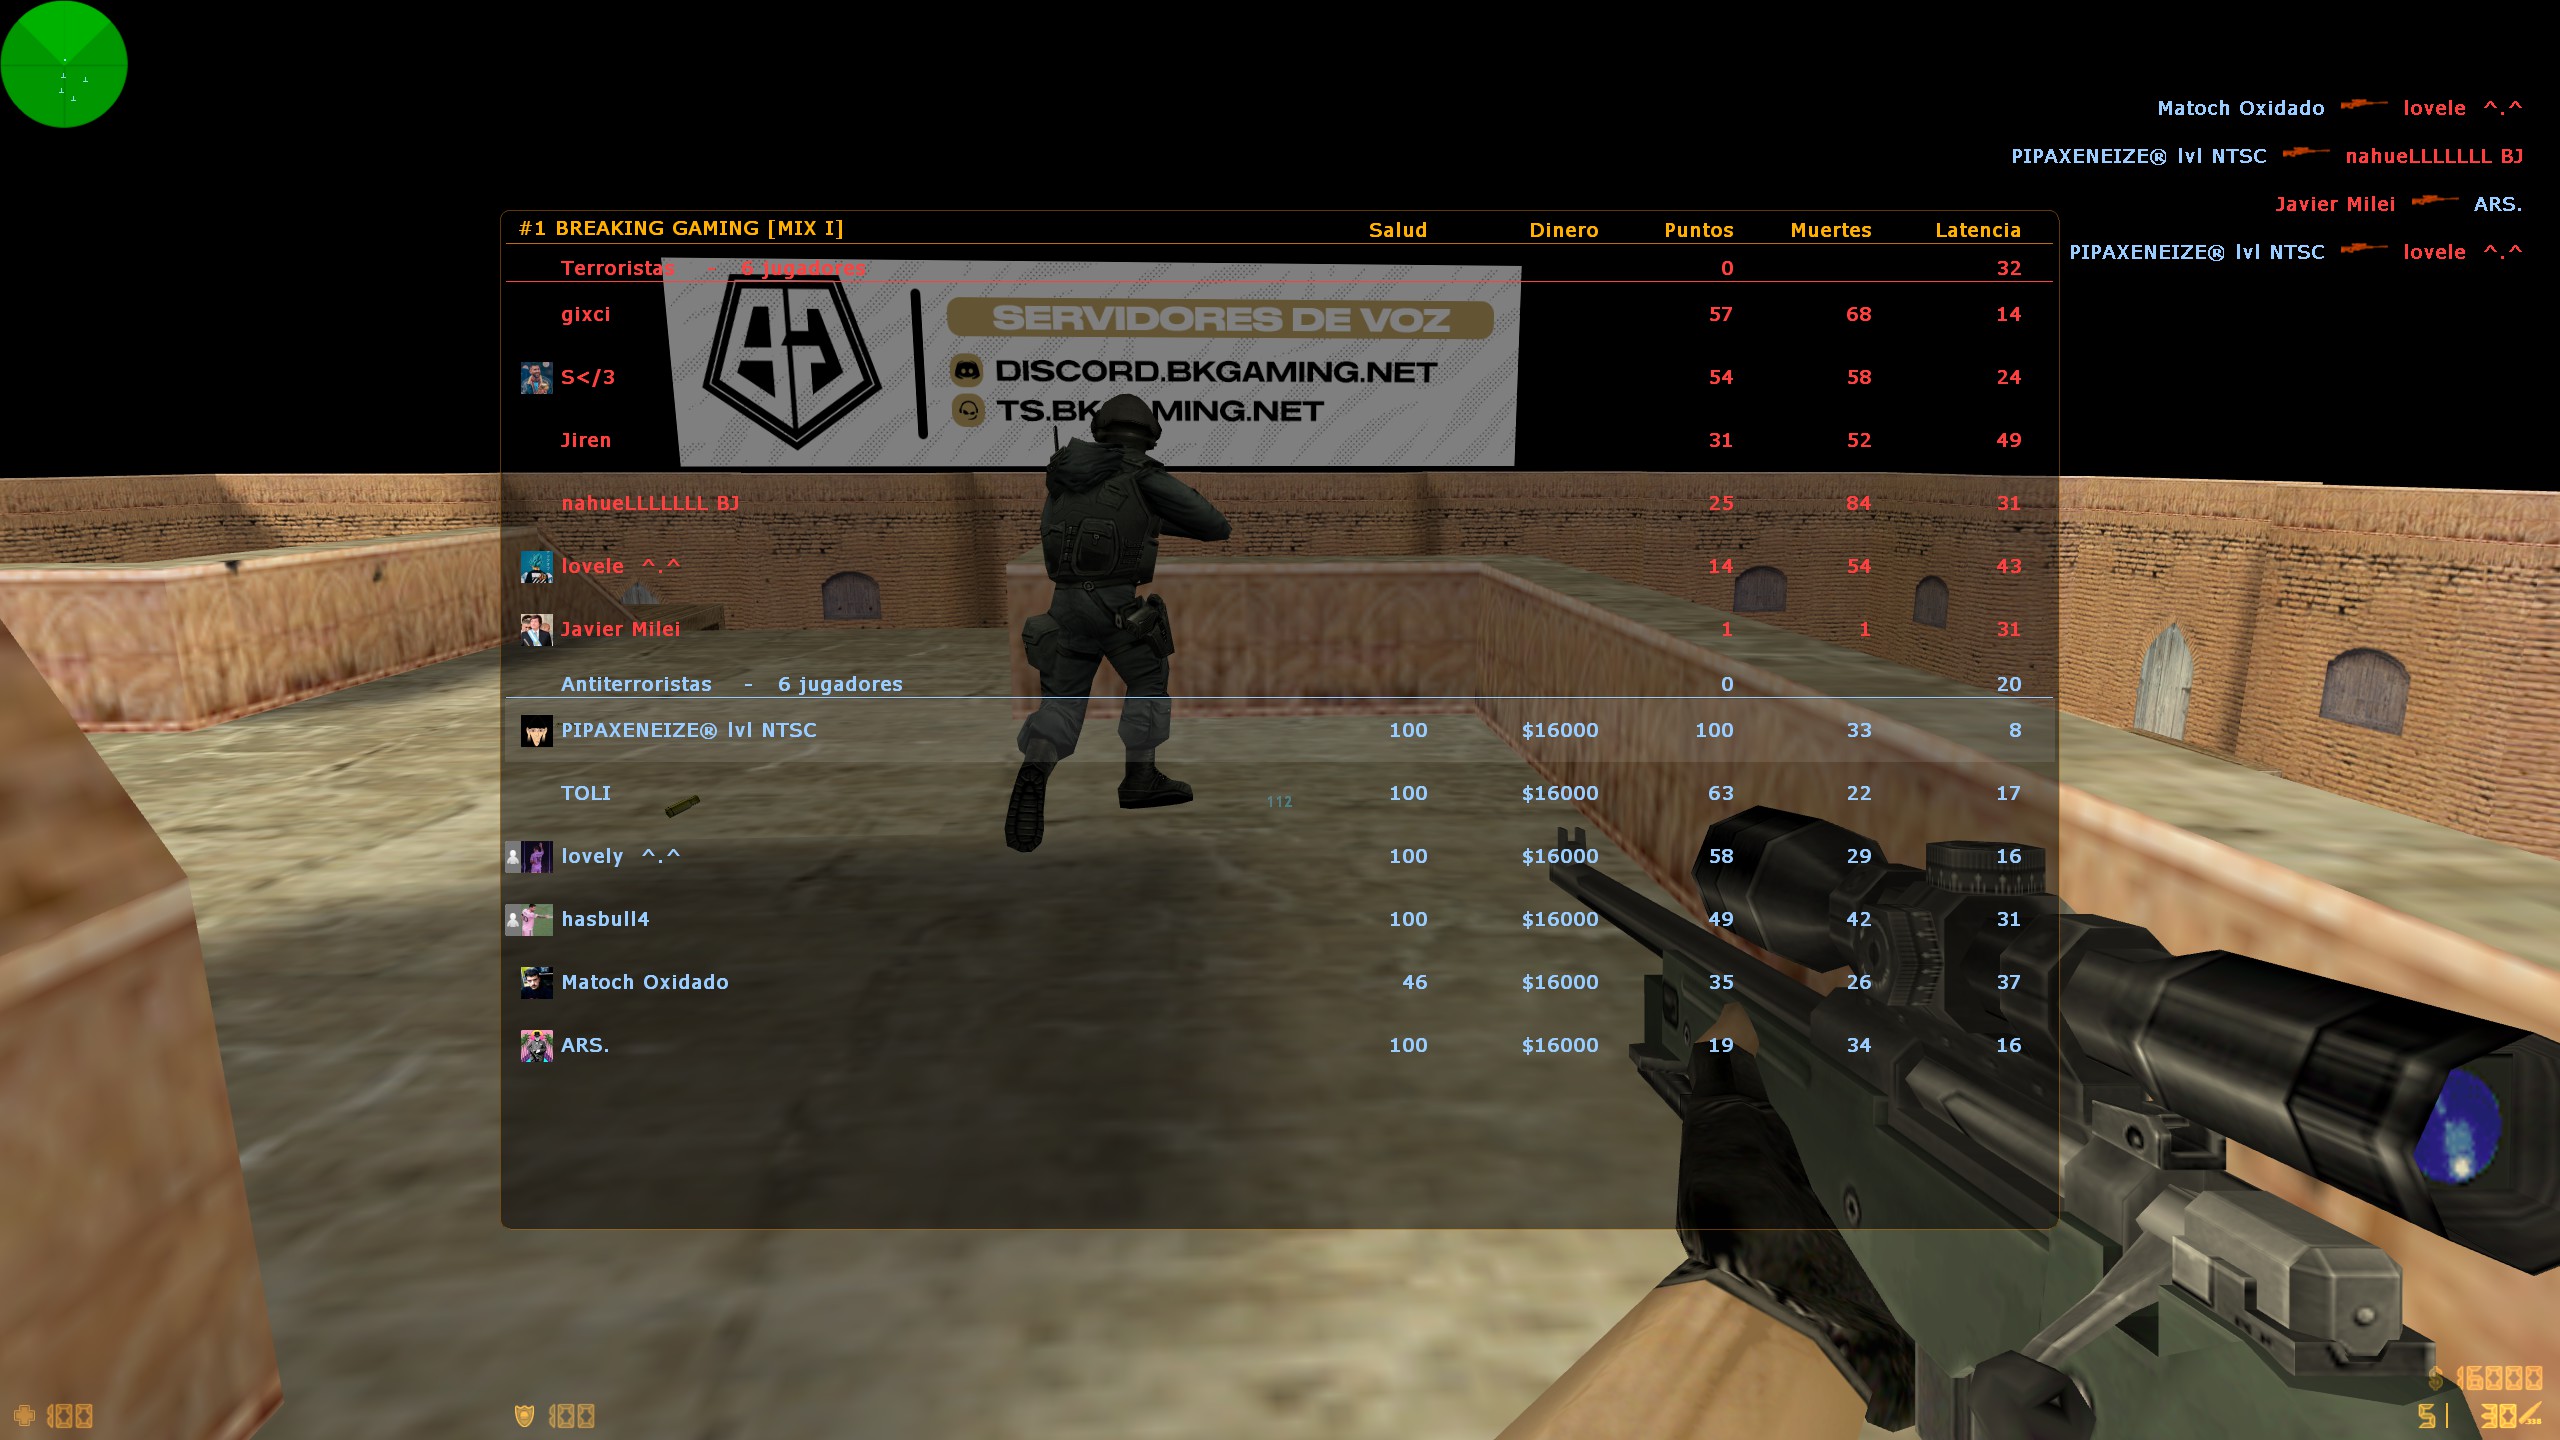 Matoch Oxidado lovele ^.^
PIPAXENEIZE® lvl NTSC nahueLLLLLLL BJ
Javier Milei ARS.
PIPAXENEIZE® lvl NTSC lovele ^.^
#1 BREAKING GAMING [MIX I] Salud Dinero Puntos Muertes Latencia
Terroristas - 6 jugadores 0 32
gixci 57 68 14
S</3 54 58 24
Jiren 31 52 49
nahueLLLLLLL BJ 25 84 31
lovele ^.^ 14 54 43
Javier Milei 1 1 31
Antiterroristas - 6 jugadores 0 20
PIPAXENEIZE® lvl NTSC 100 $16000 100 33 8
TOLI 100 $16000 63 22 17
lovely ^.^ 100 $16000 58 29 16
hasbull4 100 $16000 49 42 31
Matoch Oxidado 46 $16000 35 26 37
ARS. 100 $16000 19 34 16
SERVIDORES DE VOZ
DISCORD.BKGAMING.NET
112
$ 16000
100 100 5| 30